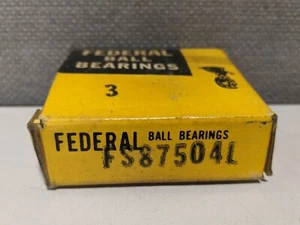 FEDERAL
BALL
BEARINGS
3
FEDERAL BALL BEARINGS
FS87504L